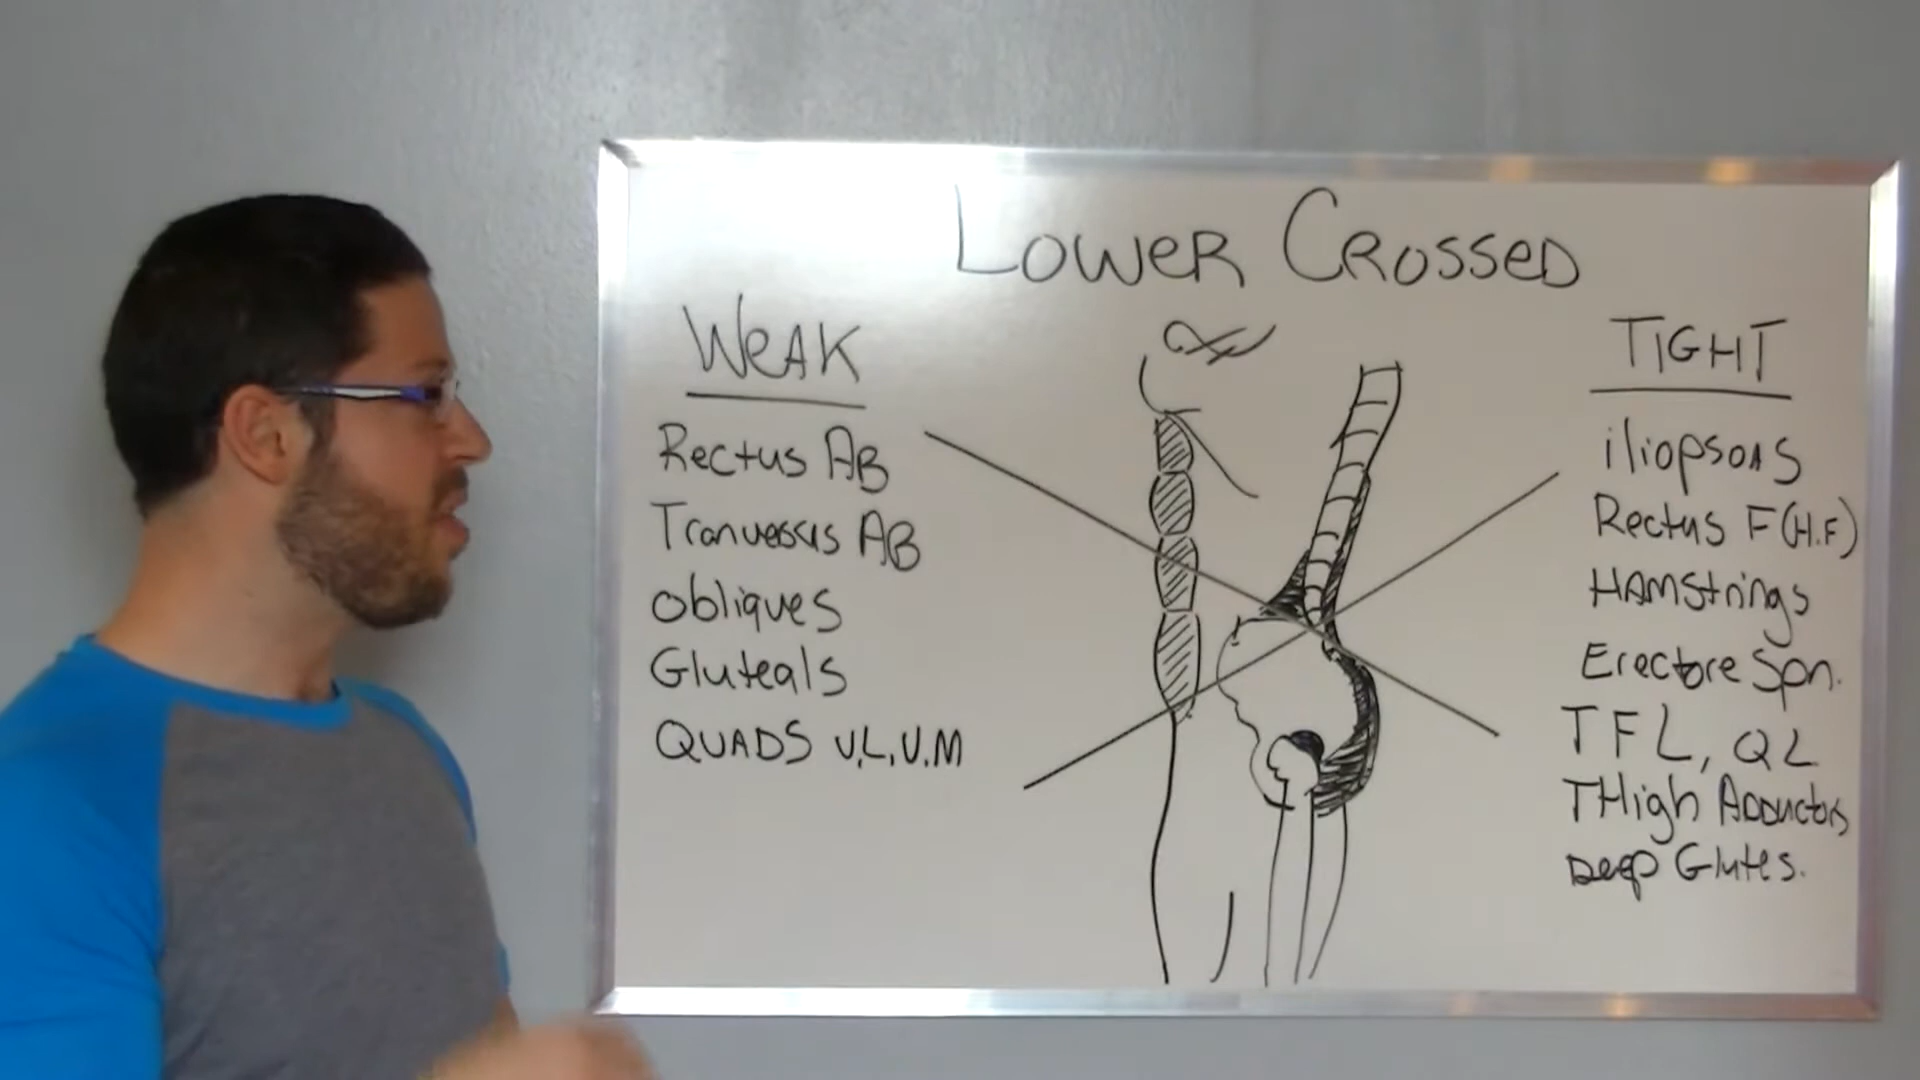 LOWER CROSSED
WEAK
Rectus AB
Tranversus AB
Obliques
Gluteals
QUADS V.L, V.M
TIGHT
iliopsoas
Rectus F(H.F)
HAMStrings
Erectore Spn.
TFL, QL
THigh ADDuctors
Deep Glutes.